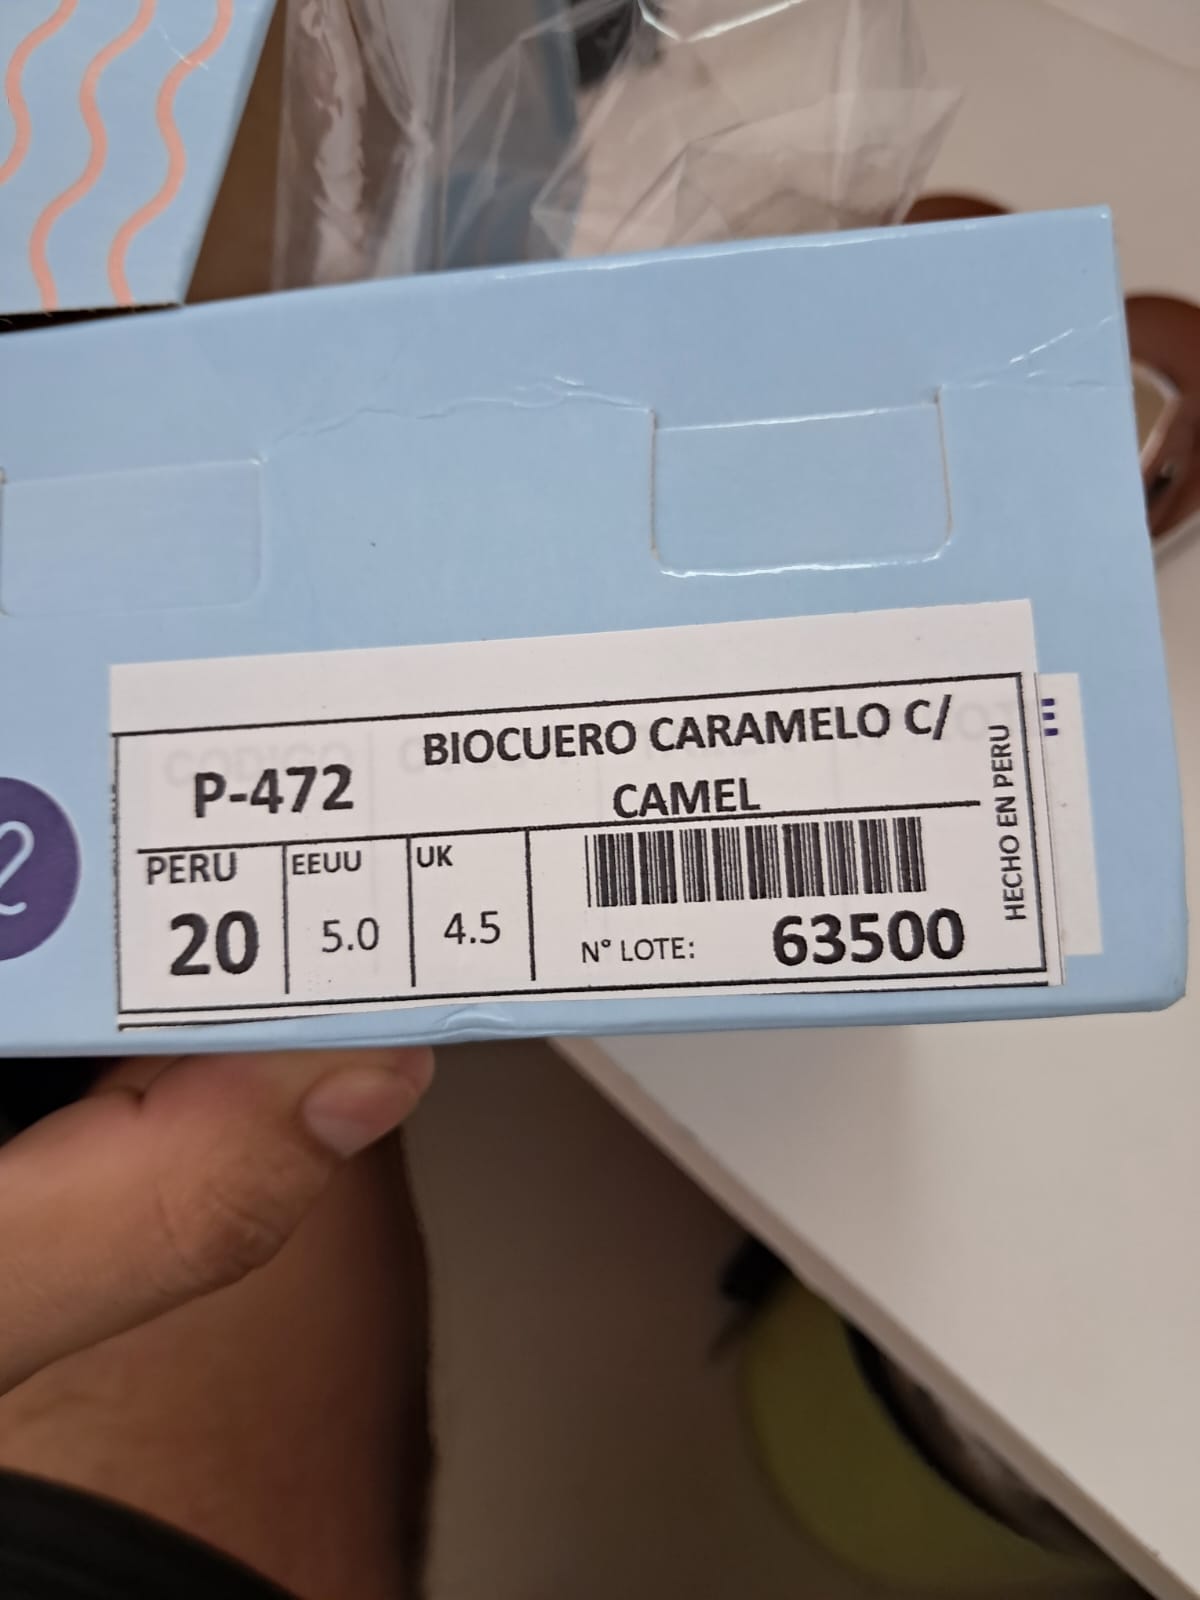 P-472
BIOCUERO CARAMELO C/
CAMEL
PERU
20
EEUU
5.0
UK
4.5
N° LOTE: 63500
HECHO EN PERU